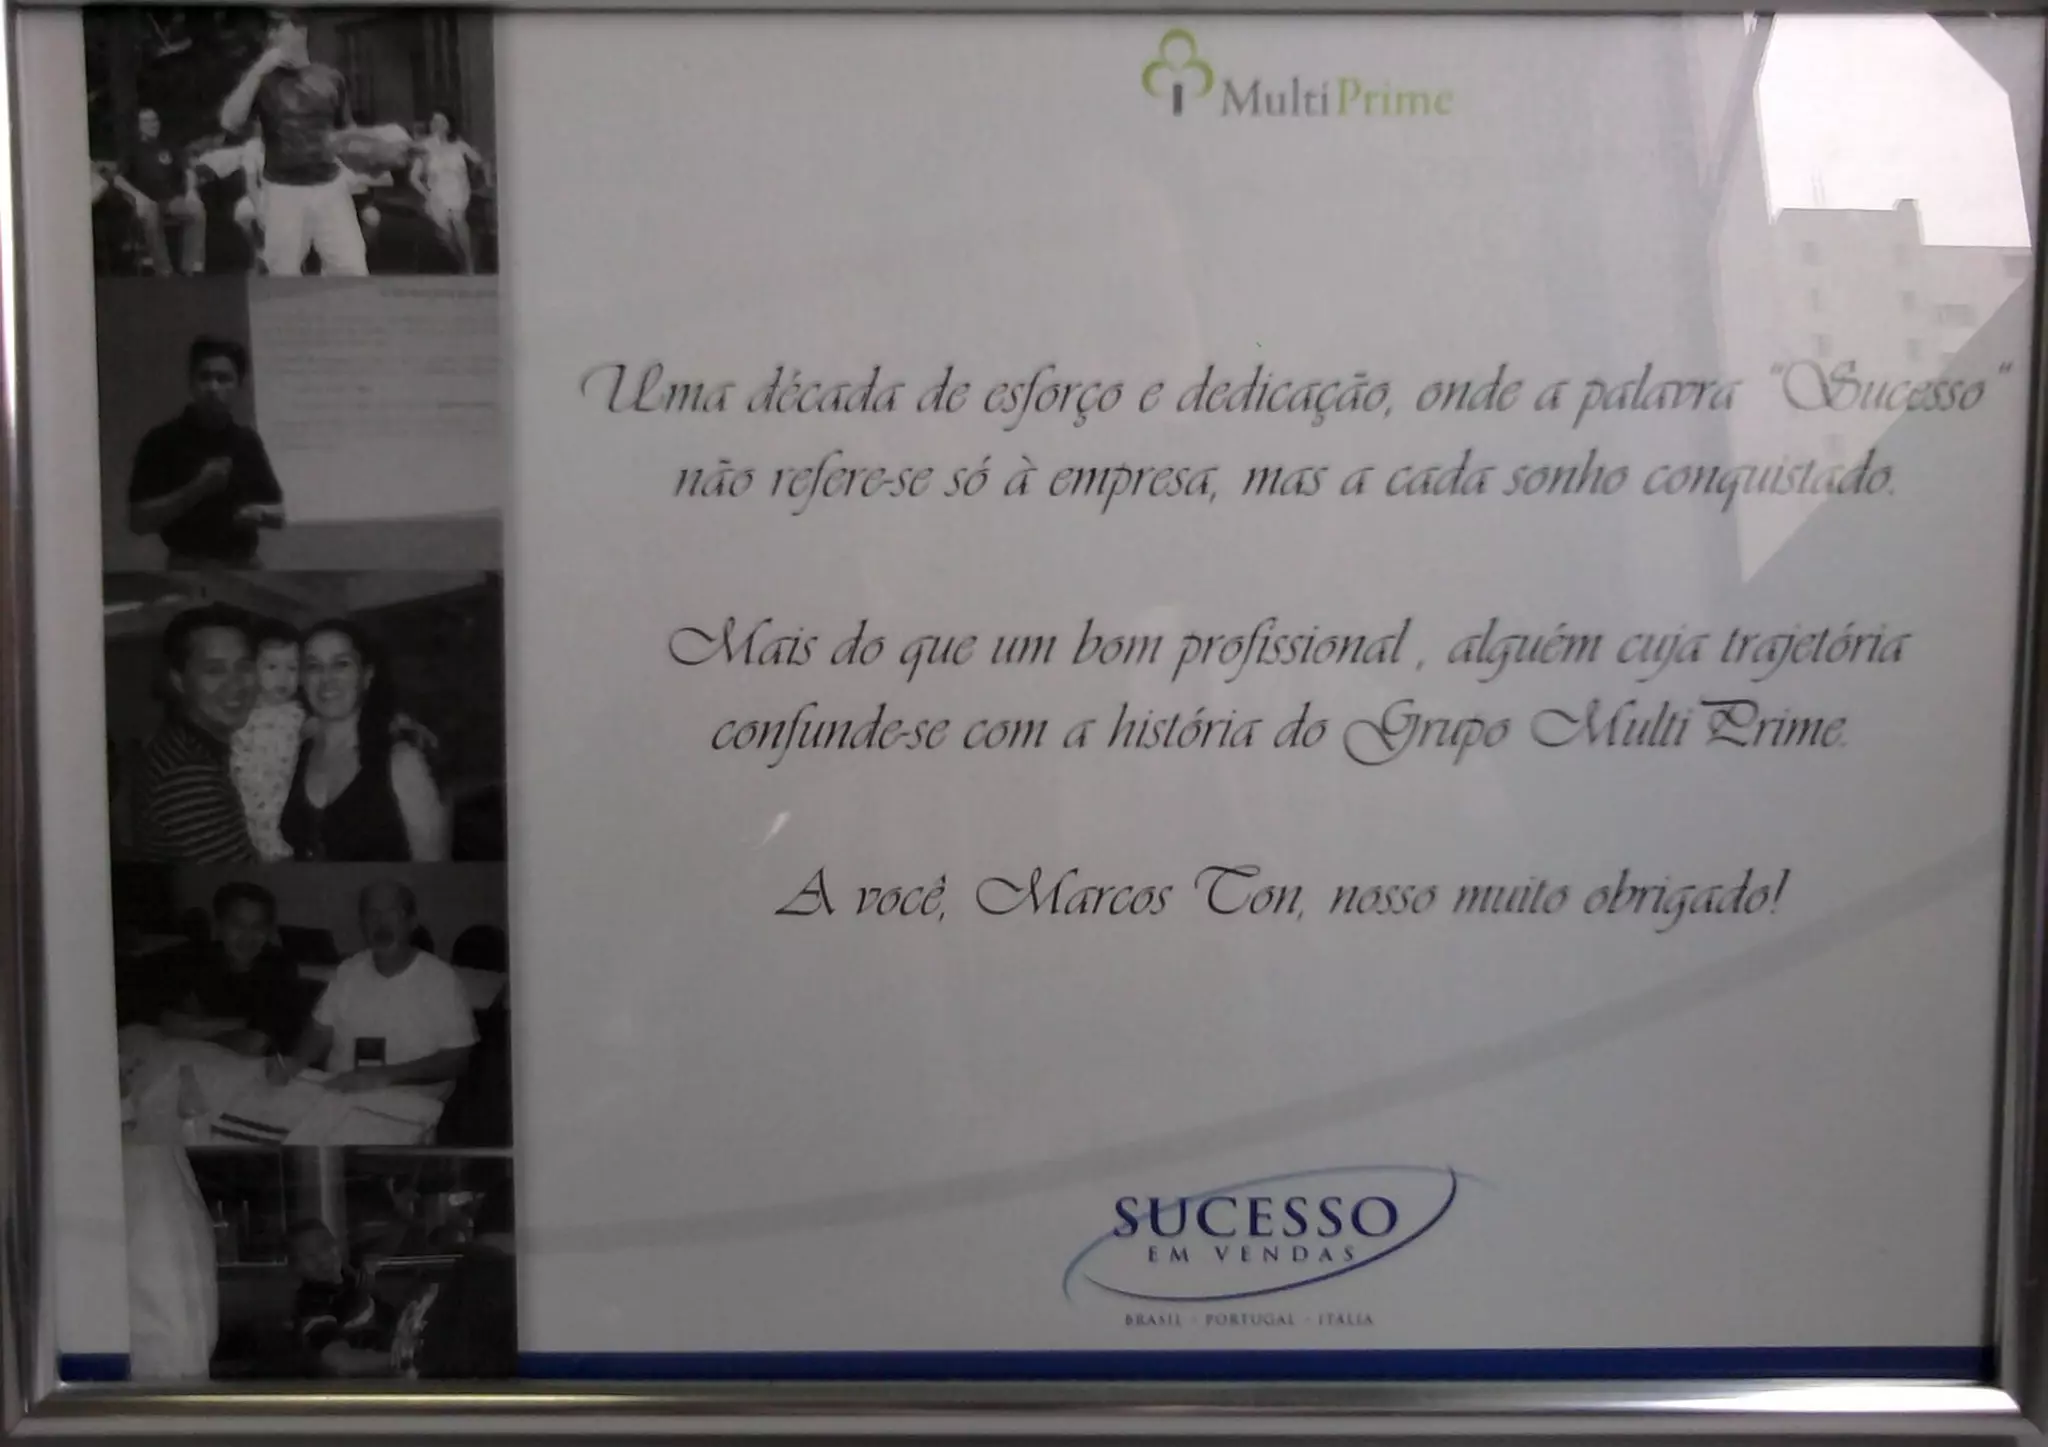 MultiPrime
Uma década de esforço e dedicação, onde a palavra "Sucesso"
não refere-se só à empresa, mas a cada sonho conquistado.
Mais do que um bom profissional , alguém cuja trajetória
confunde-se com a história do Grupo Multi Prime.
A você, Marcos Ton, nosso muito obrigado!
SUCESSO
EM VENDAS
BRASIL - PORTUGAL - ITÁLIA